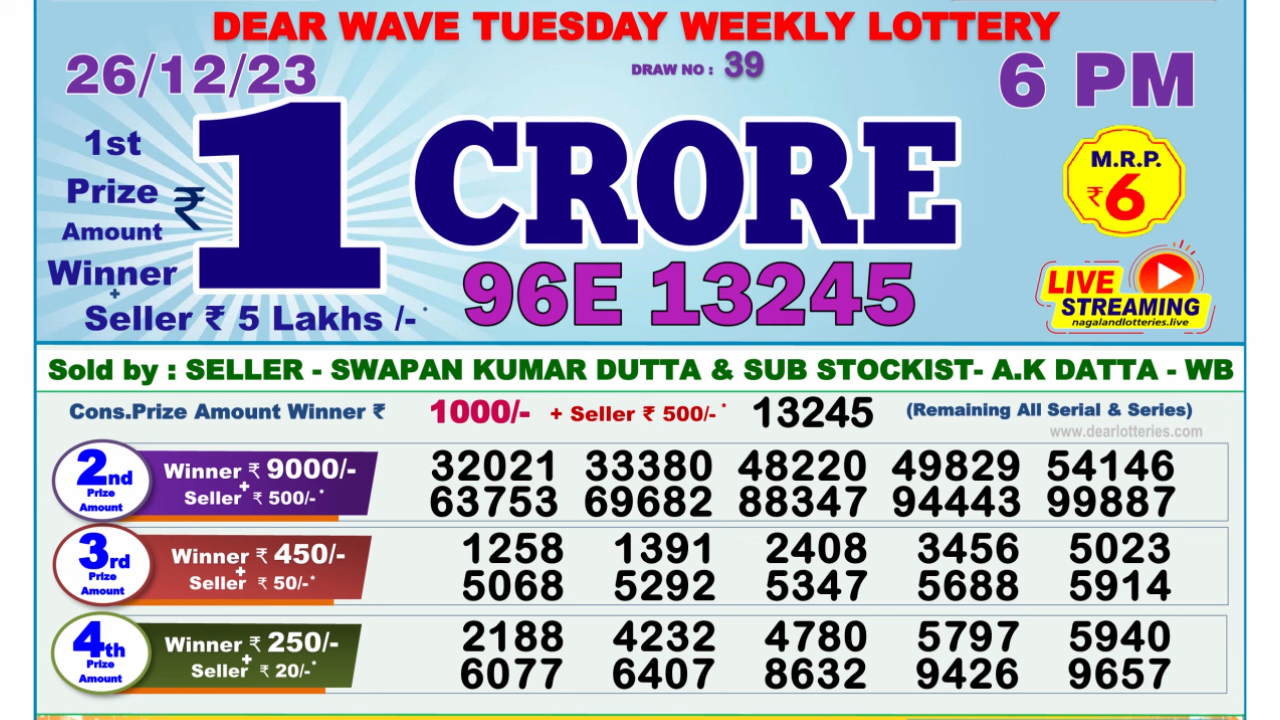 DEAR WAVE TUESDAY WEEKLY LOTTERY
26/12/23
DRAW NO : 39
6 PM
1st
Prize
Amount
Winner
+
Seller ₹ 5 Lakhs /-*
₹ 1 CRORE
96E 13245
M.R.P.
₹6
LIVE
STREAMING
nagalandlotteries.live
Sold by : SELLER - SWAPAN KUMAR DUTTA & SUB STOCKIST- A.K DATTA - WB
Cons.Prize Amount Winner ₹ 1000/- + Seller ₹ 500/-* 13245 (Remaining All Serial & Series)
www.dearlotteries.com
2nd
Prize
Amount
Winner ₹ 9000/-
+
Seller ₹ 500/-*
32021 33380 48220 49829 54146
63753 69682 88347 94443 99887
3rd
Prize
Amount
Winner ₹ 450/-
+
Seller ₹ 50/-*
1258 1391 2408 3456 5023
5068 5292 5347 5688 5914
4th
Prize
Amount
Winner ₹ 250/-
+
Seller ₹ 20/-*
2188 4232 4780 5797 5940
6077 6407 8632 9426 9657